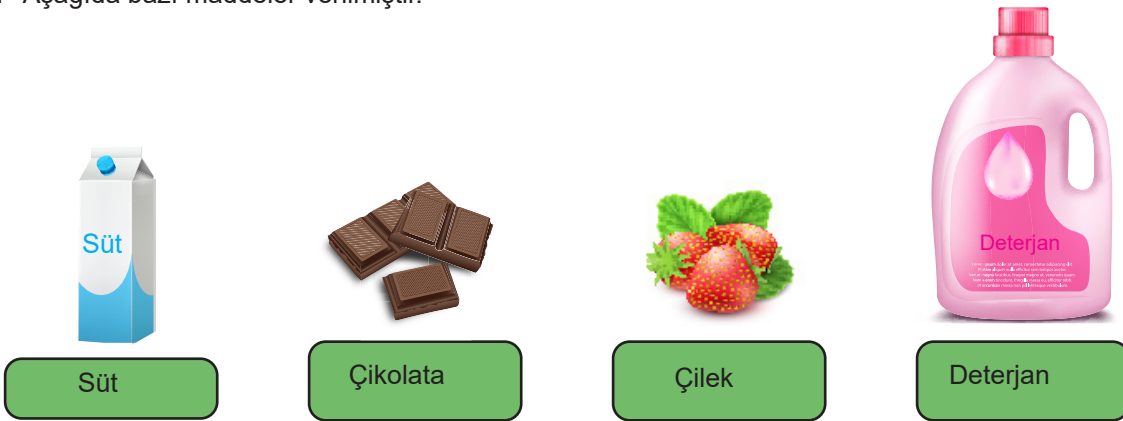 Aşağıda bazı maddeler verilmiştir.
Süt
Deterjan
Süt
Çikolata
Çilek
Deterjan